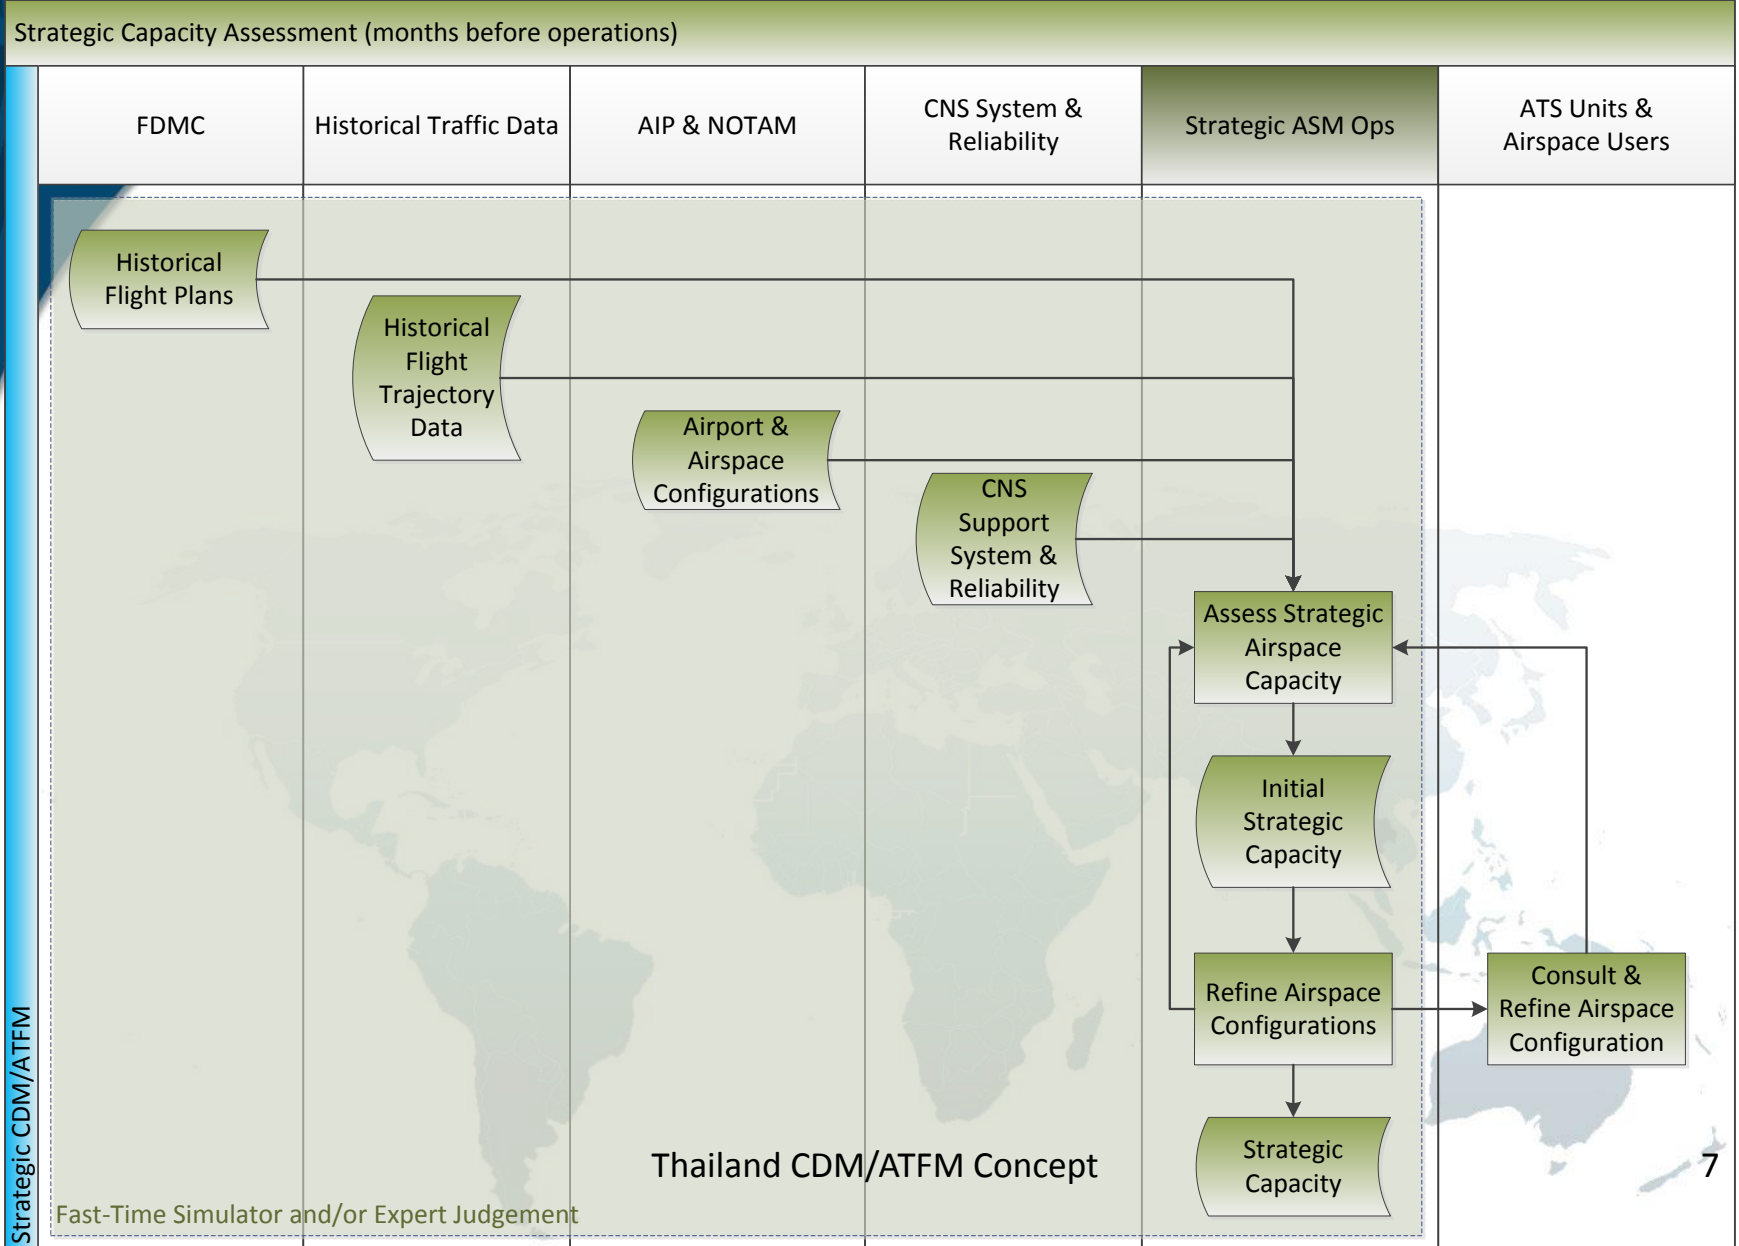 Strategic Capacity Assessment (months before operations)
FDMC
Historical Traffic Data
AIP & NOTAM
CNS System &
Reliability
Strategic ASM Ops
ATS Units &
Airspace Users
Historical
Flight Plans
Historical
Flight
Trajectory
Data
Airport &
Airspace
Configurations
CNS
Support
System &
Reliability
Assess Strategic
Airspace
Capacity
Initial
Strategic
Capacity
Refine Airspace
Configurations
Consult &
Refine Airspace
Configuration
Strategic
Capacity
Strategic CDM/ATFM
Thailand CDM/ATFM Concept
7
Fast-Time Simulator and/or Expert Judgement